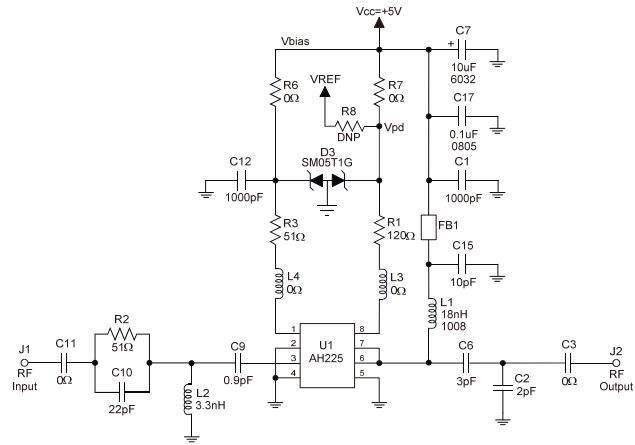 Vcc=+5V
Vbias
C7
+
10uF
6032
R6
0Ω
VREF
R7
0Ω
R8
DNP
Vpd
C17
0.1uF
0805
D3
SM05T1G
C12
1000pF
C1
1000pF
R3
51Ω
R1
120Ω
FB1
C15
10pF
L4
0Ω
L3
0Ω
L1
18nH
1008
R2
51Ω
1
2
3
4
U1
AH225
8
7
6
5
J1
RF
Input
C11
0Ω
C10
22pF
C9
0.9pF
L2
3.3nH
C6
3pF
C2
2pF
C3
0Ω
J2
RF
Output